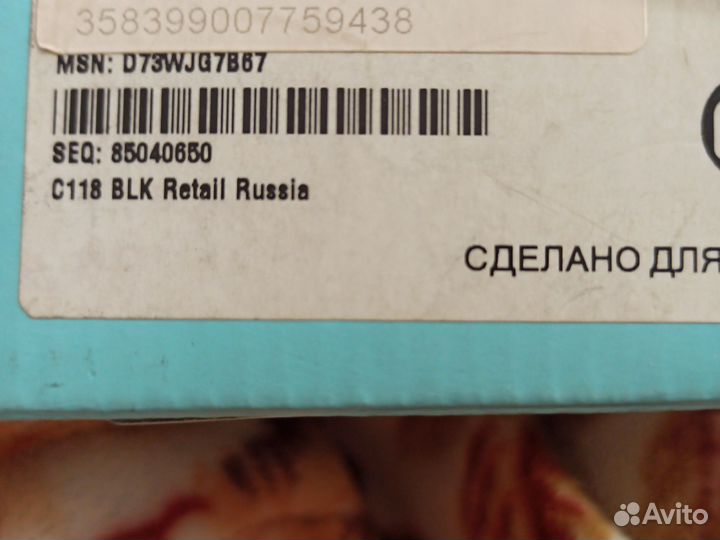 358399007759438
MSN: D73WJG7B67
SEQ: 85040650
C118 BLK Retail Russia
СДЕЛАНО ДЛЯ
Avito